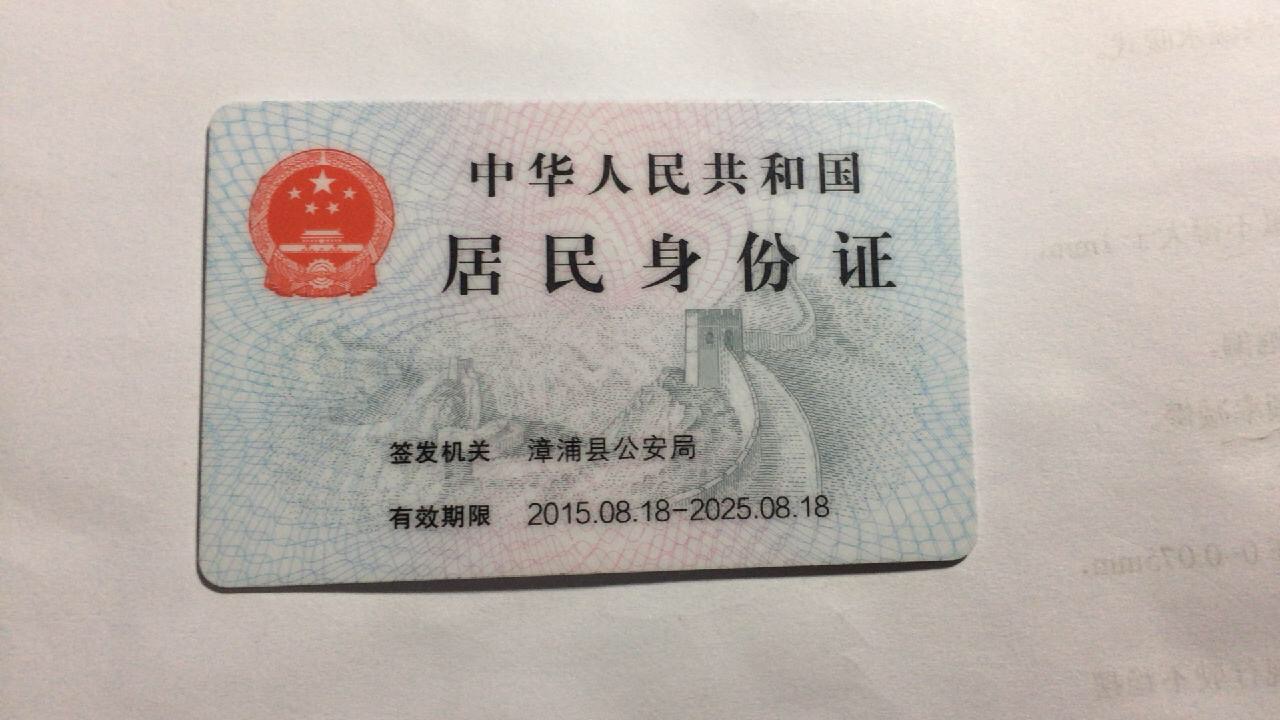 中华人民共和国
居民身份证
签发机关 漳浦县公安局
有效期限 2015.08.18-2025.08.18